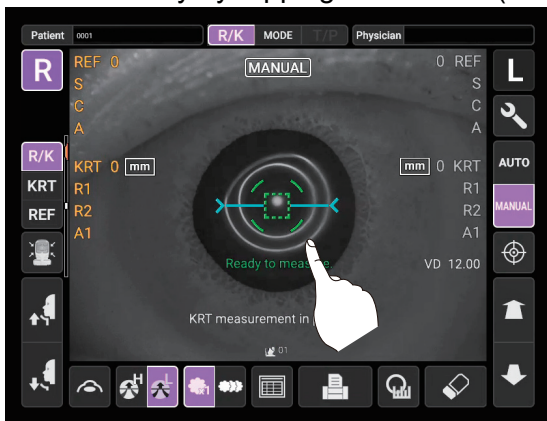 Patient 0001 R/K MODE T/P Physician
R REF 0 MANUAL 0 REF L
S S
C C
A A
R/K KRT 0 mm mm 0 KRT AUTO
KRT R1 R1
REF R2 R2 MANUAL
A1 A1
Ready to measure. VD 12.00
KRT measurement in
01
H L R1